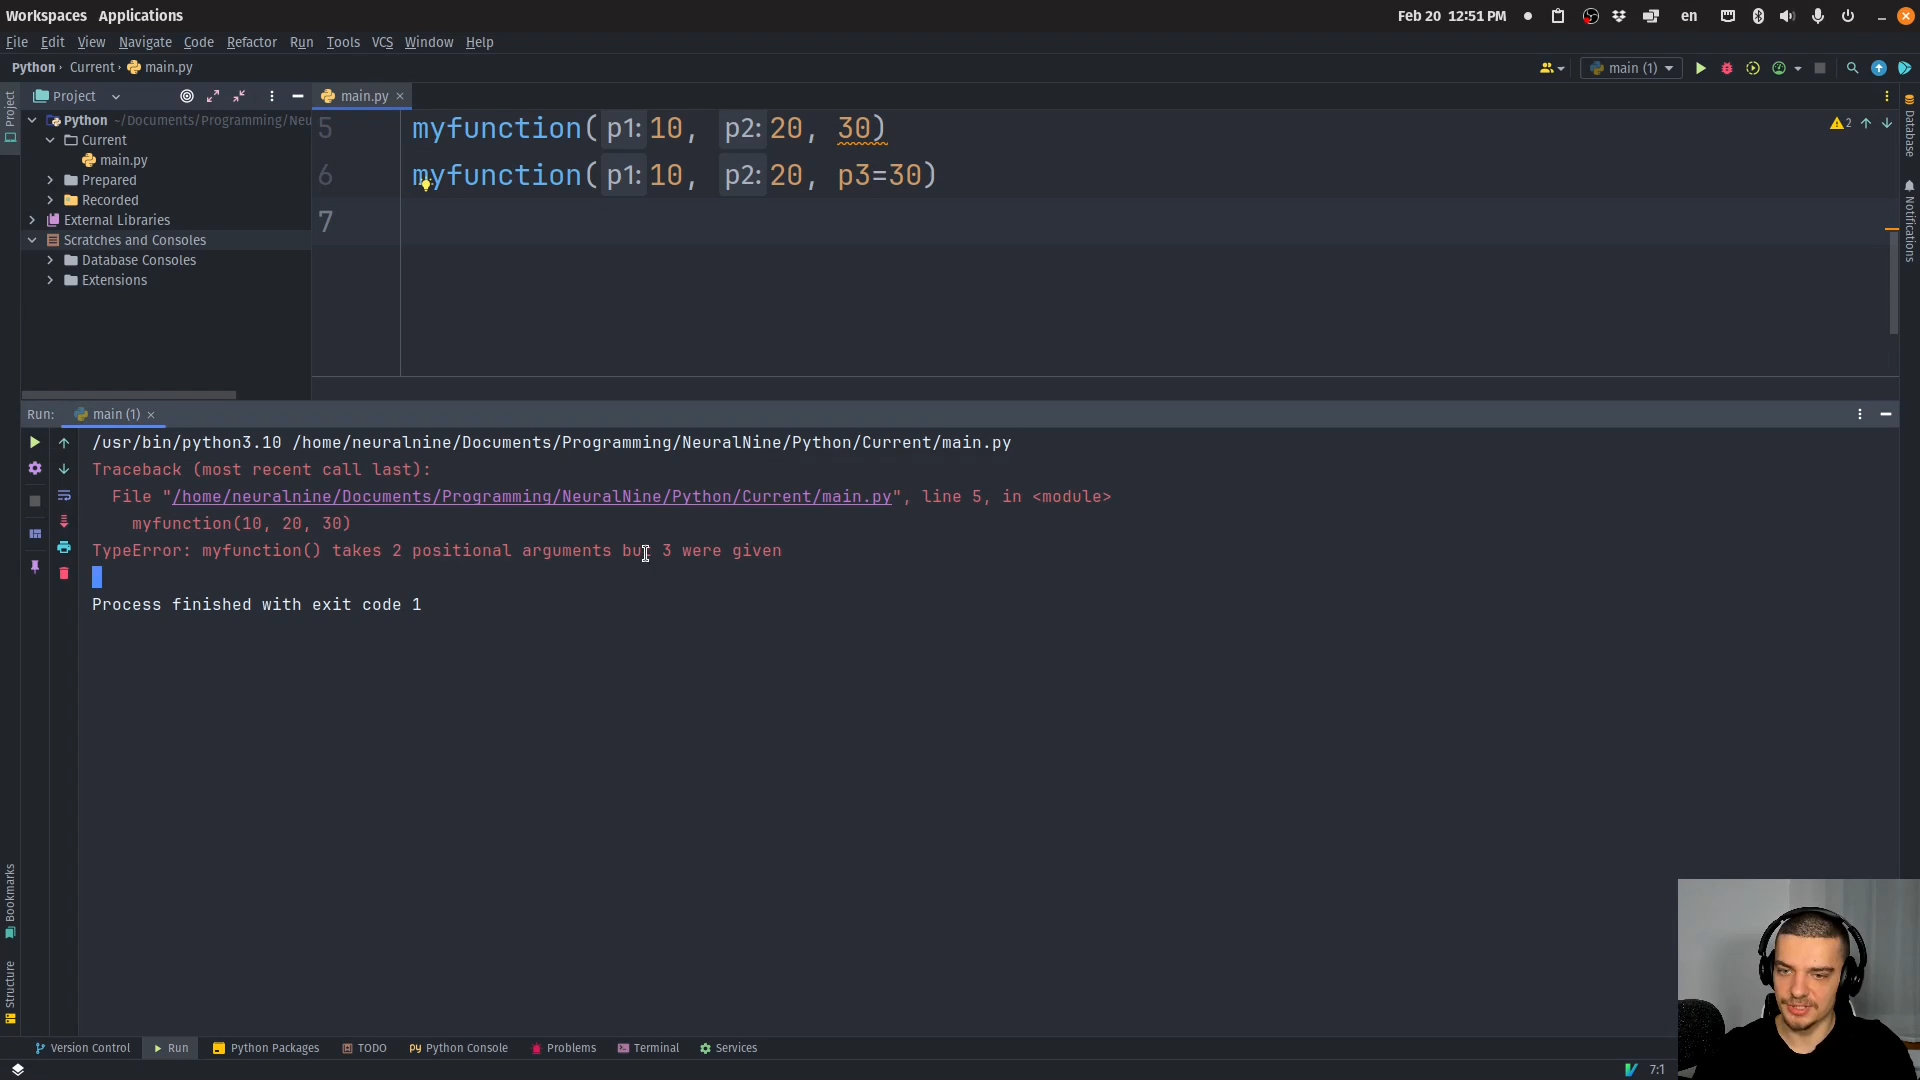 Workspaces Applications Feb 20 12:51 PM en
File Edit View Navigate Code Refactor Run Tools VCS Window Help
Python Current main.py main (1)
Project main.py
Project
Python ~/Documents/Programming/Neu
Current
main.py
Prepared
Recorded
External Libraries
Scratches and Consoles
Database Consoles
Extensions
5 myfunction( p1: 10, p2: 20, 30)
6 myfunction( p1: 10, p2: 20, p3=30)
7
2
Database
Notifications
Run: main (1)
/usr/bin/python3.10 /home/neuralnine/Documents/Programming/NeuralNine/Python/Current/main.py
Traceback (most recent call last):
File "/home/neuralnine/Documents/Programming/NeuralNine/Python/Current/main.py", line 5, in <module>
myfunction(10, 20, 30)
TypeError: myfunction() takes 2 positional arguments but 3 were given
Process finished with exit code 1
Bookmarks
Structure
Version Control Run Python Packages TODO Python Console Problems Terminal Services
7:1